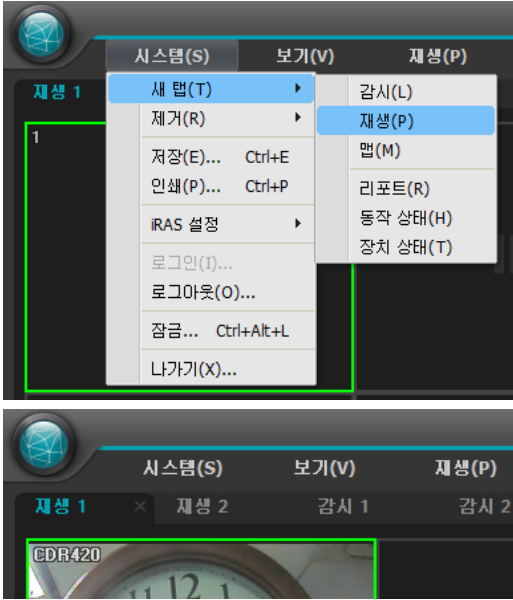 시스템(S) 보기(V) 재생(P)
재생 1
1
새 탭(T)
제거(R)
저장(E)... Ctrl+E
인쇄(P)... Ctrl+P
iRAS 설정
로그인(I)...
로그아웃(O)...
잠금... Ctrl+Alt+L
나가기(X)...
감시(L)
재생(P)
맵(M)
리포트(R)
동작 상태(H)
장치 상태(T)
시스템(S) 보기(V) 재생(P)
재생 1 × 재생 2 감시 1 감시 2
CDR420
11 12 1